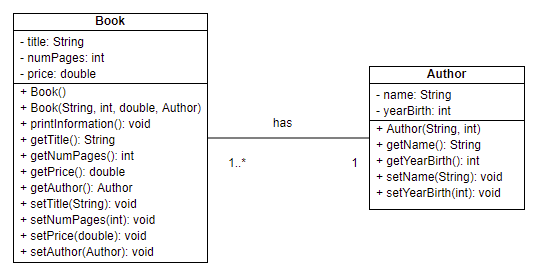 Book
- title: String
- numPages: int
- price: double
+ Book()
+ Book(String, int, double, Author)
+ printInformation(): void
+ getTitle(): String
+ getNumPages(): int
+ getPrice(): double
+ getAuthor(): Author
+ setTitle(String): void
+ setNumPages(int): void
+ setPrice(double): void
+ setAuthor(Author): void
has
1..*
1
Author
- name: String
- yearBirth: int
+ Author(String, int)
+ getName(): String
+ getYearBirth(): int
+ setName(String): void
+ setYearBirth(int): void